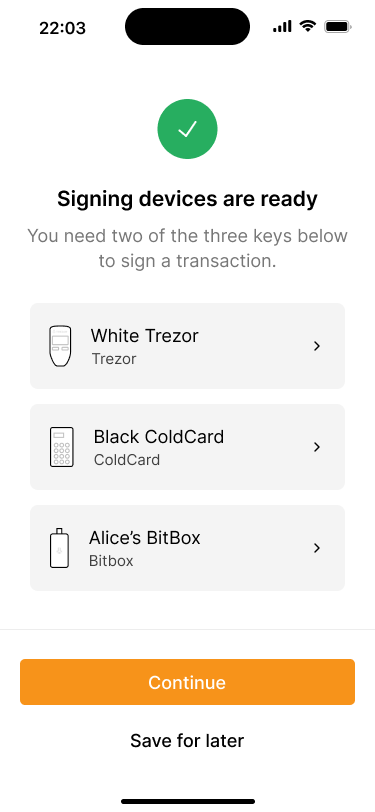 22:03
Signing devices are ready
You need two of the three keys below
to sign a transaction.
White Trezor
Trezor
Black ColdCard
ColdCard
Alice’s BitBox
Bitbox
Continue
Save for later